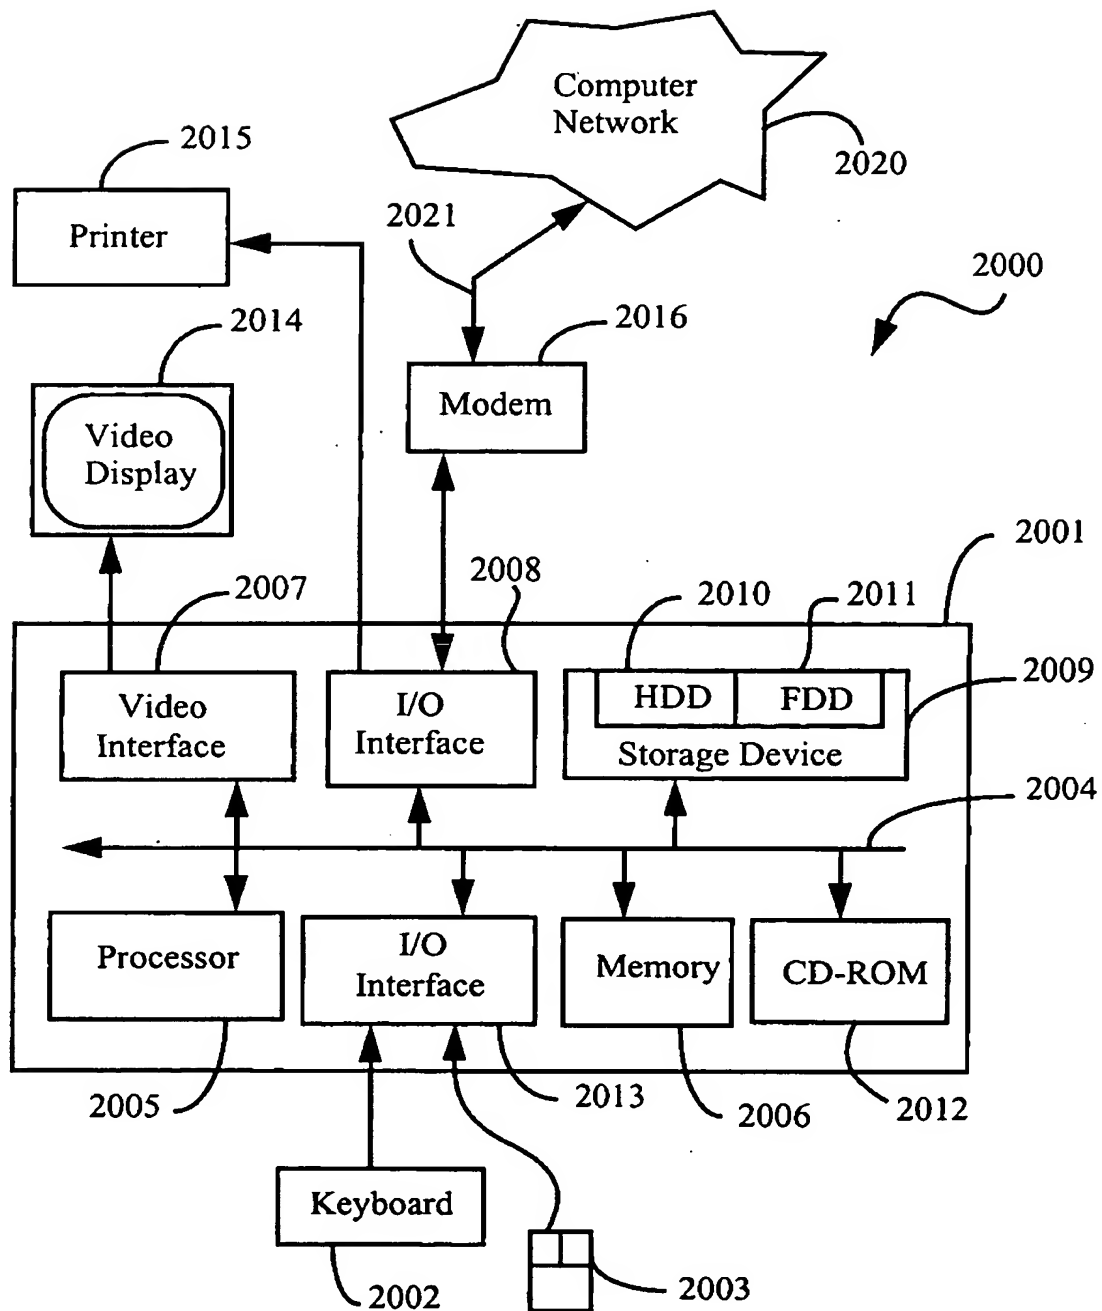 Computer
Network
2015
2020
Printer
2021
2000
2014
2016
Modem
Video
Display
2001
2008
2007
2010
2011
2009
Video
Interface
I/O
Interface
HDD
FDD
Storage Device
2004
Processor
I/O
Interface
Memory
CD-ROM
2005
2013
2006
2012
Keyboard
2002
2003